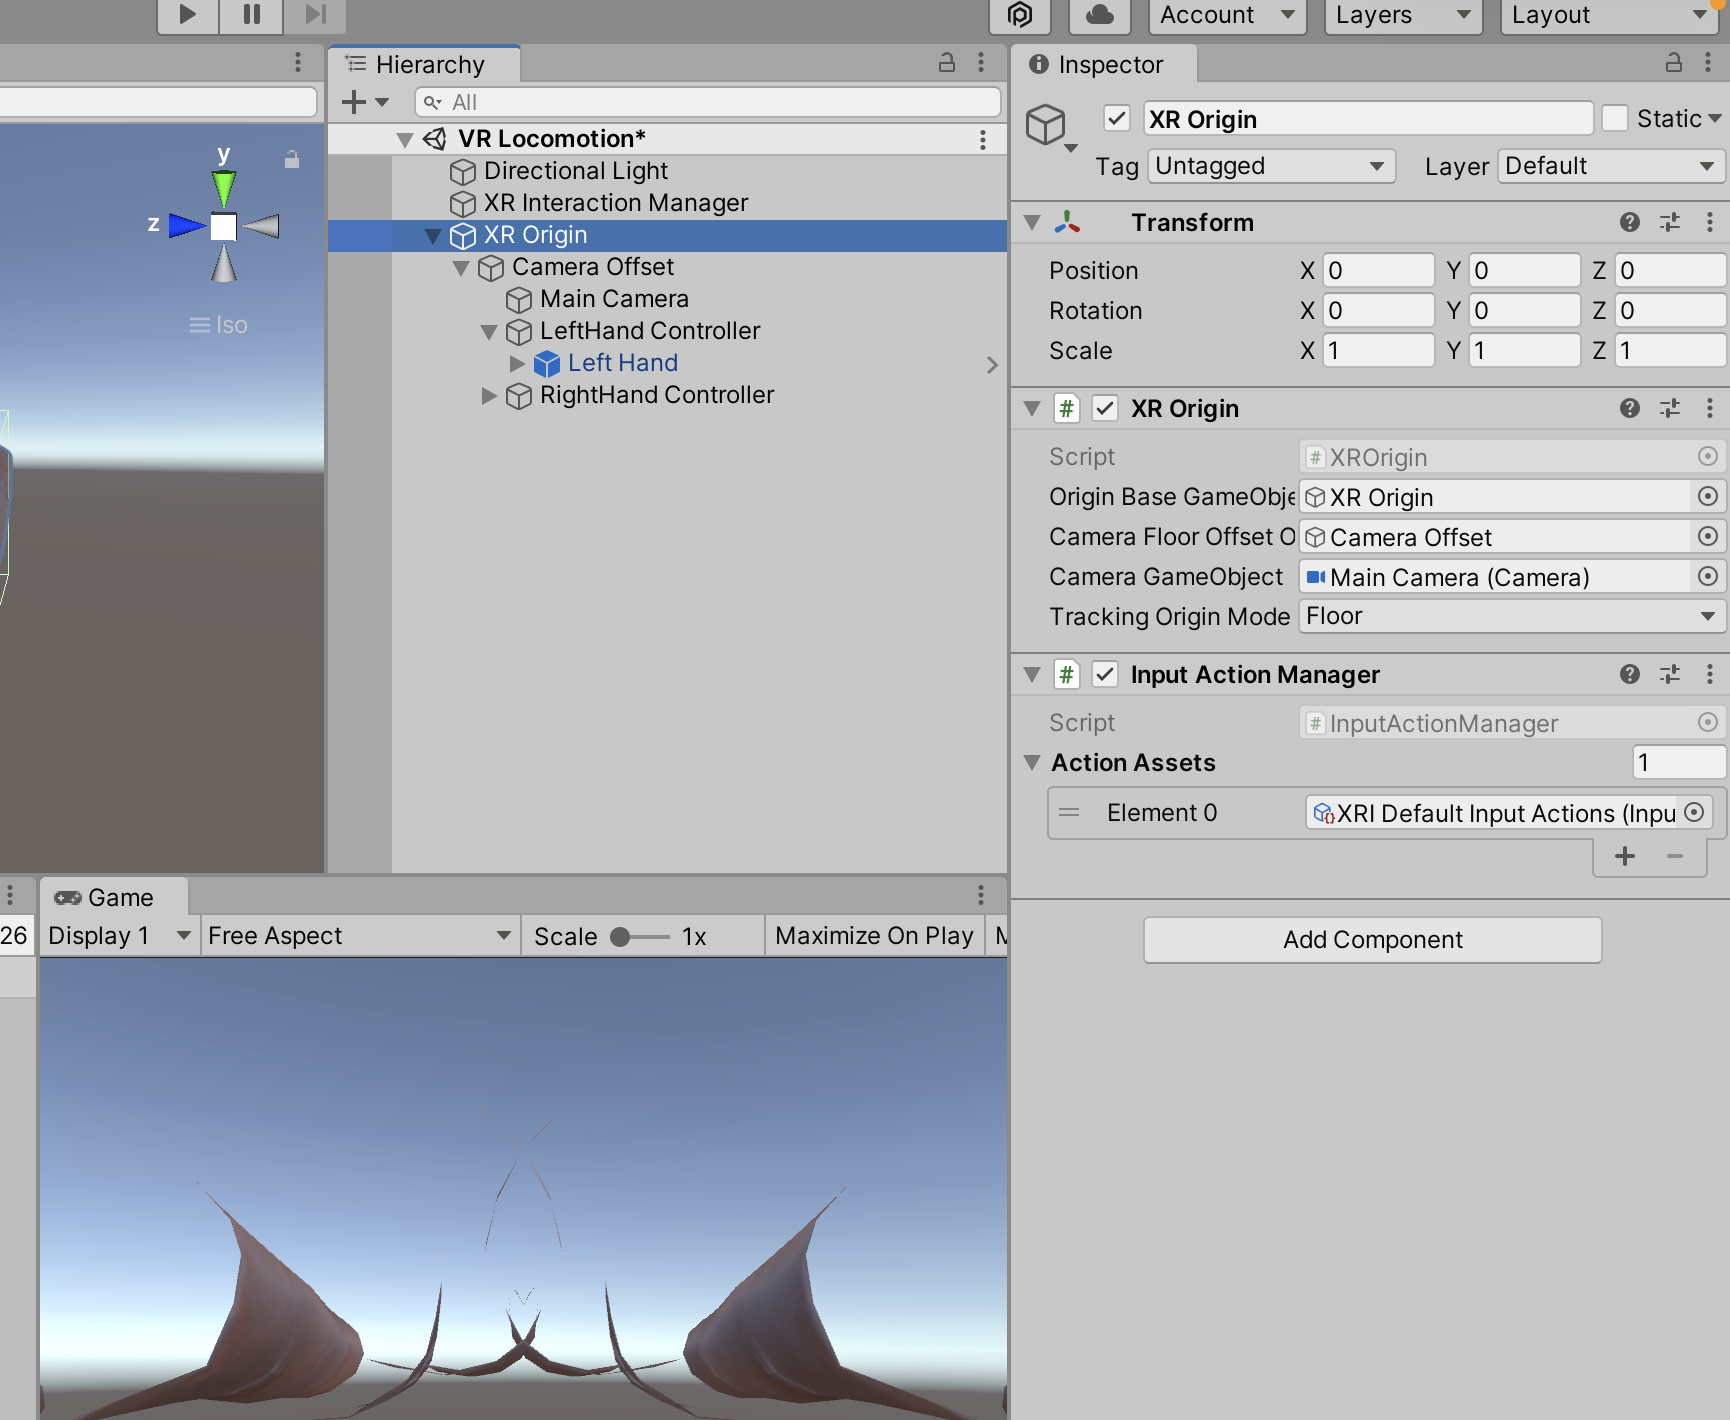 Account
Layers
Layout
Hierarchy
Inspector
All
VR Locomotion*
Directional Light
XR Interaction Manager
XR Origin
Camera Offset
Main Camera
LeftHand Controller
Left Hand
RightHand Controller
y
z
Iso
XR Origin
Static
Tag Untagged Layer Default
Transform
Position X 0 Y 0 Z 0
Rotation X 0 Y 0 Z 0
Scale X 1 Y 1 Z 1
# XR Origin
Script # XROrigin
Origin Base GameObje XR Origin
Camera Floor Offset O Camera Offset
Camera GameObject Main Camera (Camera)
Tracking Origin Mode Floor
# Input Action Manager
Script # InputActionManager
Action Assets 1
Element 0 XRI Default Input Actions (Inpu
Add Component
Game
26 Display 1 Free Aspect Scale 1x Maximize On Play M